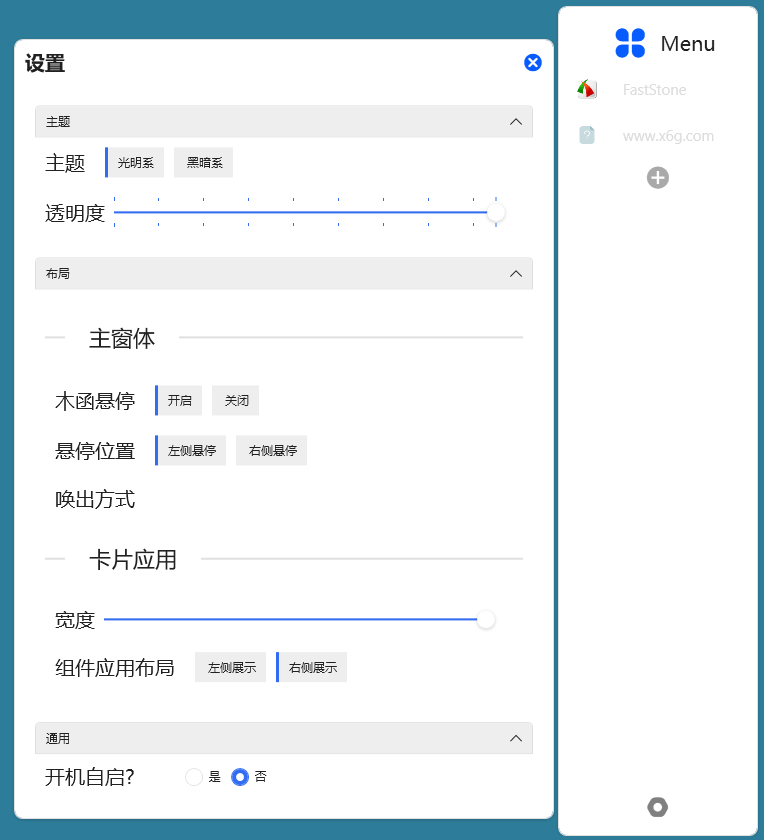 设置
主题
主题 光明系 黑暗系
透明度
布局
主窗体
木函悬停 开启 关闭
悬停位置 左侧悬停 右侧悬停
唤出方式
卡片应用
宽度
组件应用布局 左侧展示 右侧展示
通用
开机自启? 是 否
Menu
FastStone
www.x6g.com